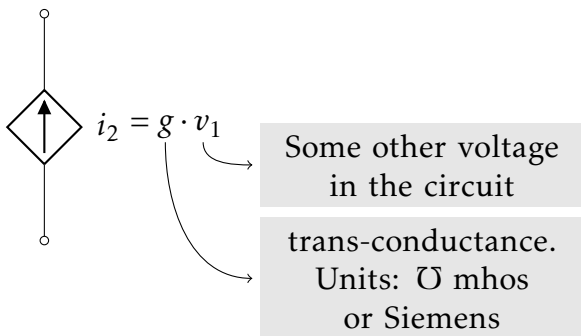 i₂ = g · v₁
Some other voltage
in the circuit
trans-conductance.
Units: ℧ mhos
or Siemens